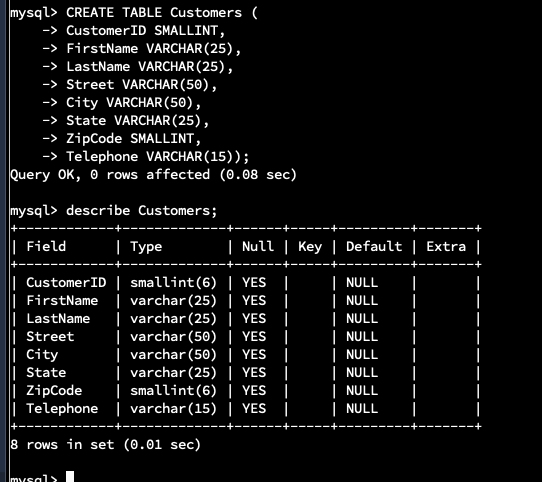 mysql> CREATE TABLE Customers (
    -> CustomerID SMALLINT,
    -> FirstName VARCHAR(25),
    -> LastName VARCHAR(25),
    -> Street VARCHAR(50),
    -> City VARCHAR(50),
    -> State VARCHAR(25),
    -> ZipCode SMALLINT,
    -> Telephone VARCHAR(15));
Query OK, 0 rows affected (0.08 sec)
mysql> describe Customers;
+------------+-------------+------+-----+---------+-------+
| Field      | Type        | Null | Key | Default | Extra |
+------------+-------------+------+-----+---------+-------+
| CustomerID | smallint(6) | YES  |     | NULL    |       |
| FirstName  | varchar(25) | YES  |     | NULL    |       |
| LastName   | varchar(25) | YES  |     | NULL    |       |
| Street     | varchar(50) | YES  |     | NULL    |       |
| City       | varchar(50) | YES  |     | NULL    |       |
| State      | varchar(25) | YES  |     | NULL    |       |
| ZipCode    | smallint(6) | YES  |     | NULL    |       |
| Telephone  | varchar(15) | YES  |     | NULL    |       |
+------------+-------------+------+-----+---------+-------+
8 rows in set (0.01 sec)
mysql>